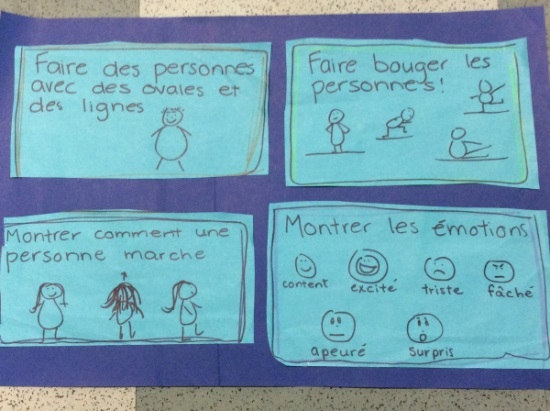 Faire des personnes
avec des ovales et
des lignes
Faire bouger les
personnes!
Montrer comment une
personne marche
Montrer les émotions
content
excité
triste
fâché
apeuré
surpris